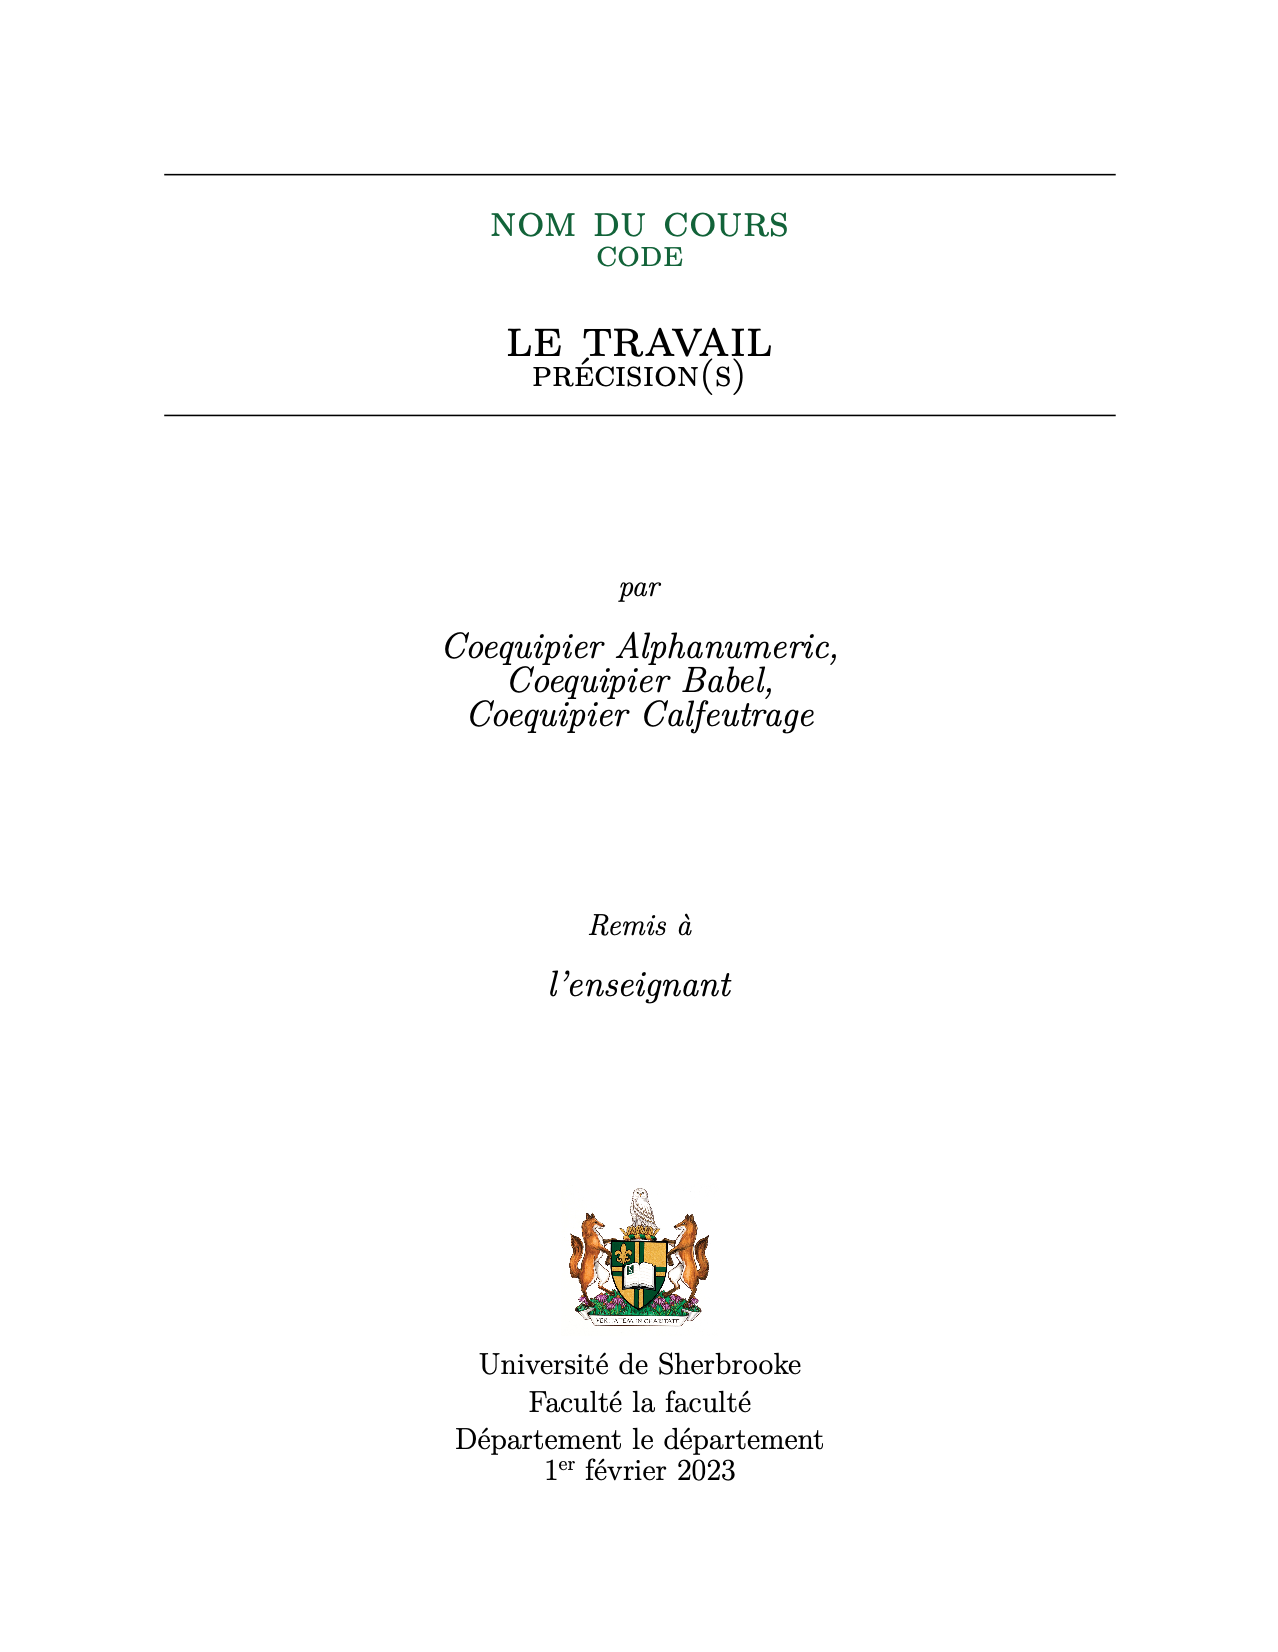 NOM DU COURS
CODE
LE TRAVAIL
PRÉCISION(S)
par
Coequipier Alphanumeric,
Coequipier Babel,
Coequipier Calfeutrage
Remis à
l'enseignant
Université de Sherbrooke
Faculté la faculté
Département le département
1er février 2023